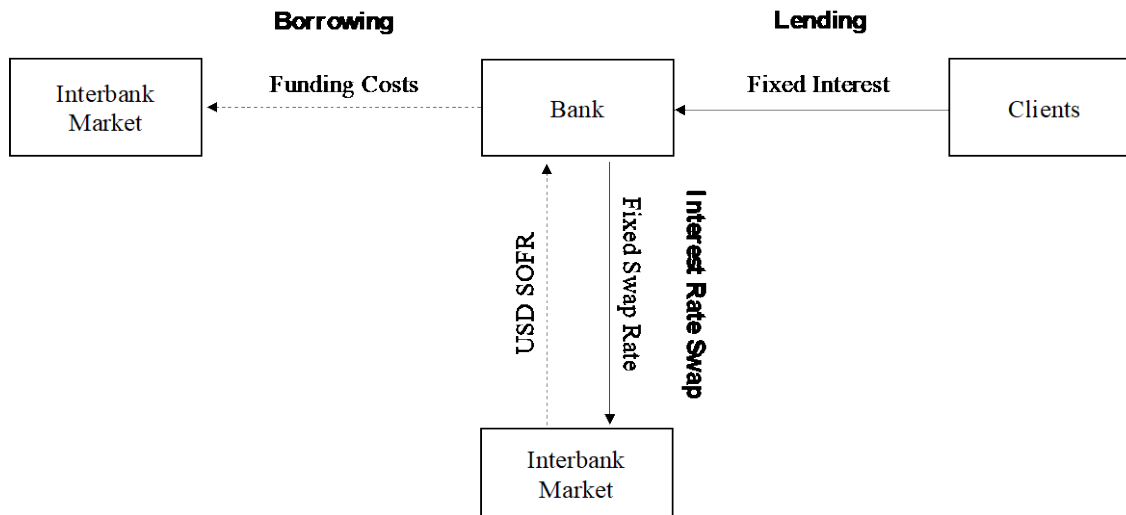 Borrowing
Lending
Interbank
Market
Funding Costs
Bank
Fixed Interest
Clients
USD SOFR
Fixed Swap Rate
Interest Rate Swap
Interbank
Market